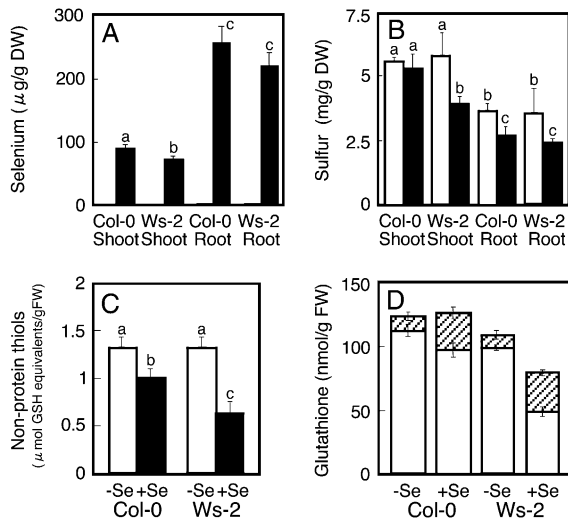 A
Selenium (μg/g DW)
300
200
100
0
a
b
c
c
Col-0 Ws-2 Col-0 Ws-2
Shoot Shoot Root Root
B
Sulfur (mg/g DW)
7.5
5
2.5
0
a
a
a
b
b
c
b
c
Col-0 Ws-2 Col-0 Ws-2
Shoot Shoot Root Root
C
Non-protein thiols
(μmol GSH equivalents/gFW)
2
1.5
1
0.5
0
a
b
a
c
-Se +Se -Se +Se
Col-0 Ws-2
D
Glutathione (nmol/g FW)
150
100
50
0
-Se +Se -Se +Se
Col-0 Ws-2